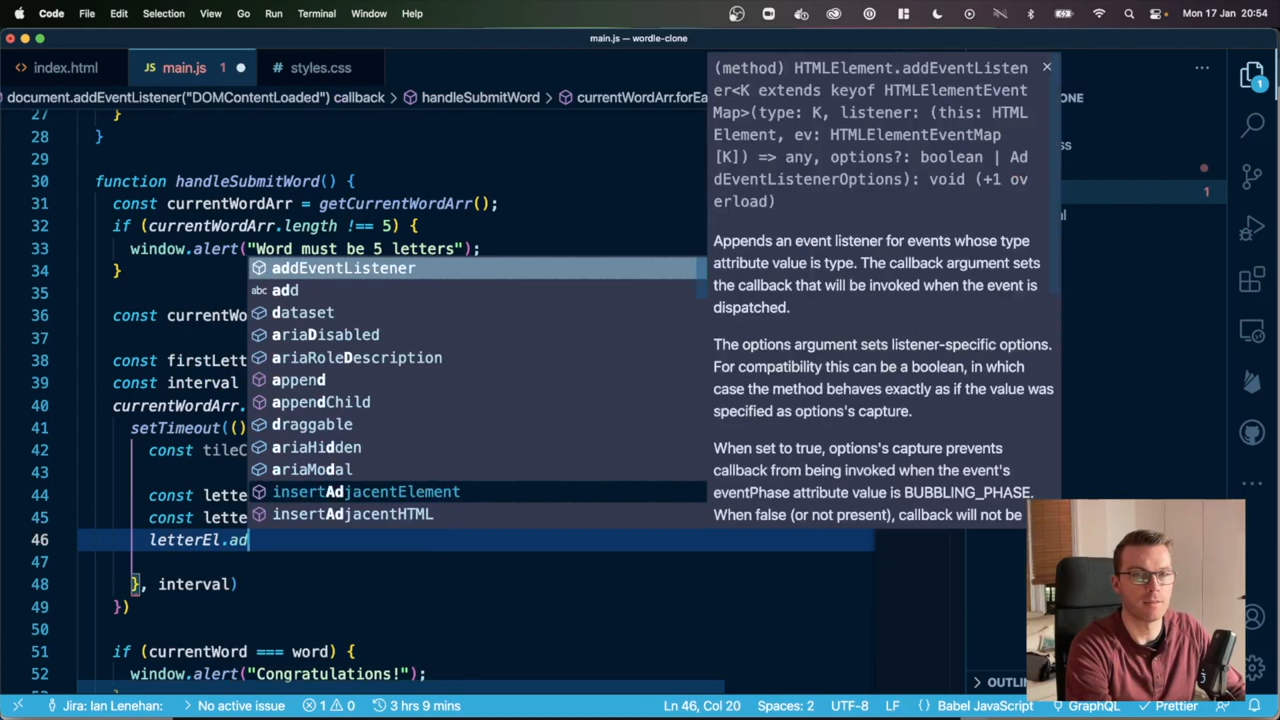 Code File Edit Selection View Go Run Terminal Window Help Mon 17 Jan 20:54
main.js — wordle-clone
<> index.html JS main.js 1 # styles.css ...
document.addEventListener("DOMContentLoaded") callback > handleSubmitWord > currentWordArr.forEa
27 }
28 }
29
30 function handleSubmitWord() {
31 const currentWordArr = getCurrentWordArr();
32 if (currentWordArr.length !== 5) {
33 window.alert("Word must be 5 letters");
34 }
35
36 const currentWo
37
38 const firstLett
39 const interval
40 currentWordArr.
41 setTimeout(()
42 const tileC
43
44 const lette
45 const lette
46 letterEl.ad
47
48 }, interval)
49 })
50
51 if (currentWord === word) {
52 window.alert("Congratulations!");
addEventListener
abc add
dataset
ariaDisabled
ariaRoleDescription
append
appendChild
draggable
ariaHidden
ariaModal
insertAdjacentElement
insertAdjacentHTML
(method) HTMLElement.addEventListen
er<K extends keyof HTMLElementEvent
Map>(type: K, listener: (this: HTML
Element, ev: HTMLElementEventMap
[K]) => any, options?: boolean | Ad
dEventListenerOptions): void (+1 ov
erload)
Appends an event listener for events whose type
attribute value is type. The callback argument sets
the callback that will be invoked when the event is
dispatched.
The options argument sets listener-specific options.
For compatibility this can be a boolean, in which
case the method behaves exactly as if the value was
specified as options's capture.
When set to true, options's capture prevents
callback from being invoked when the event's
eventPhase attribute value is BUBBLING_PHASE.
When false (or not present), callback will not be
ONE
ss
1
l
1
> OUTLIN
Jira: Ian Lenehan: No active issue 1 0 3 hrs 9 mins Ln 46, Col 20 Spaces: 2 UTF-8 LF {} Babel JavaScript GraphQL Prettier